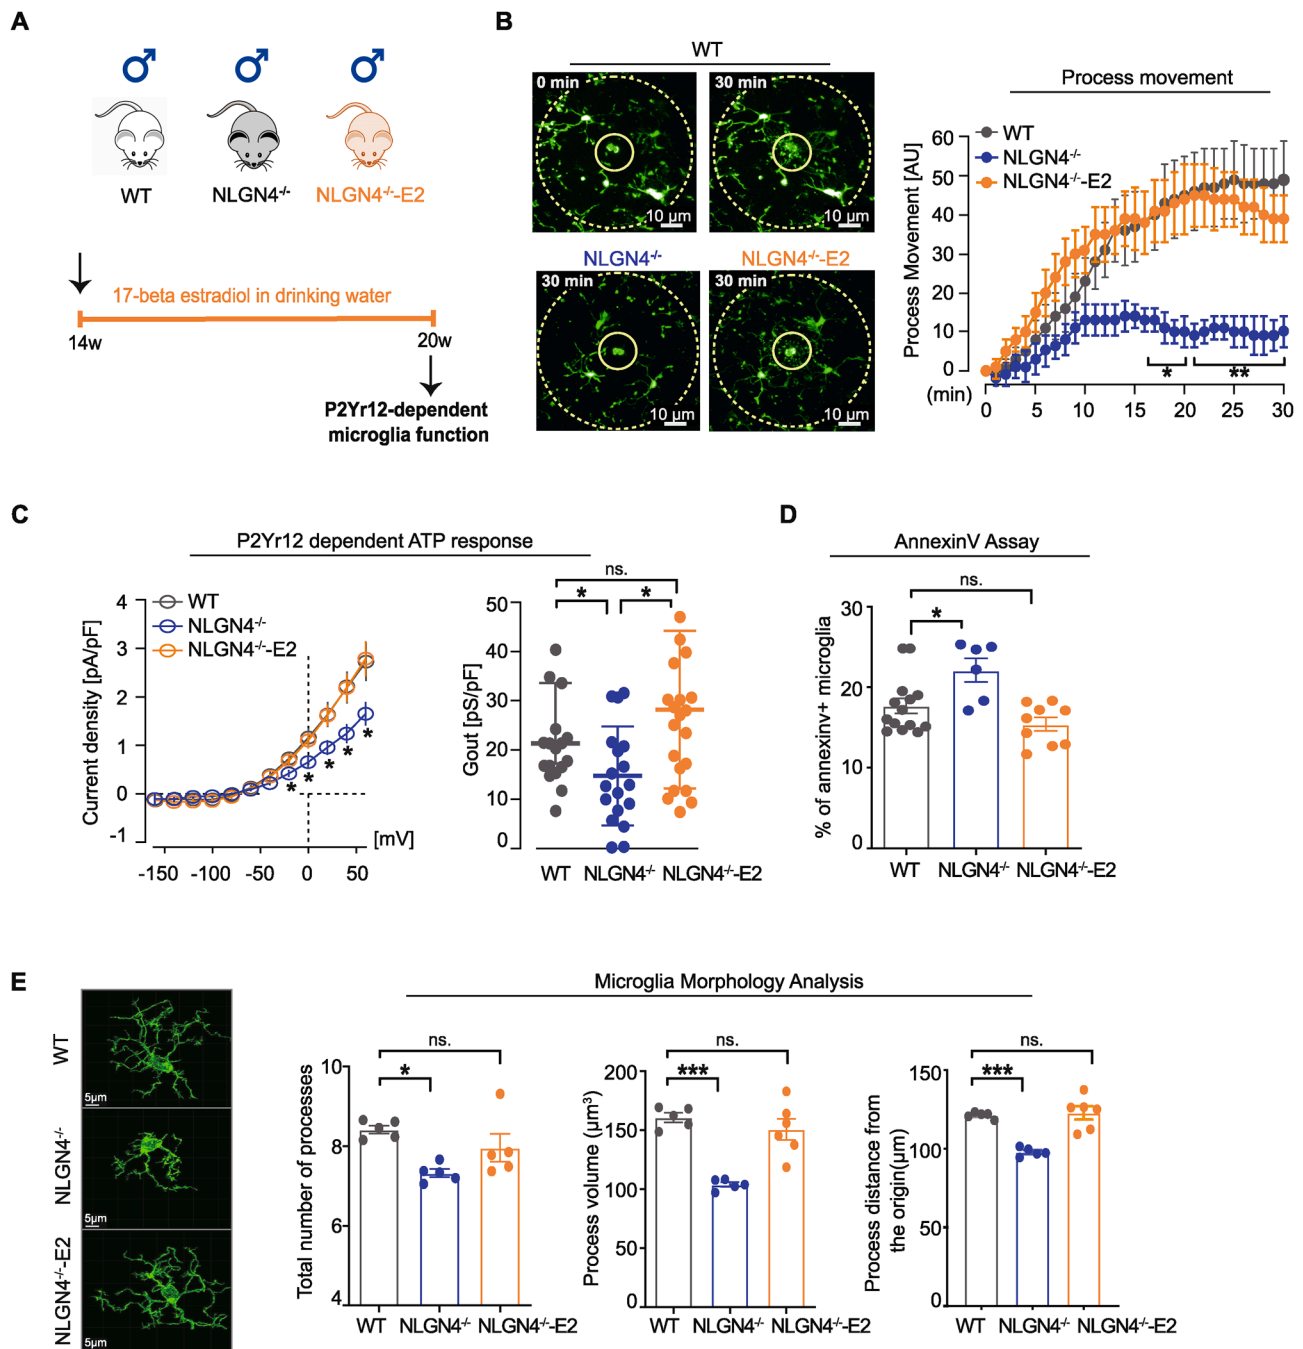 A
WT
NLGN4-/-
NLGN4-/--E2
17-beta estradiol in drinking water
14w
20w
P2Yr12-dependent
microglia function
B
WT
0 min
10 µm
30 min
10 µm
NLGN4-/-
30 min
10 µm
NLGN4-/--E2
30 min
10 µm
Process movement
WT
NLGN4-/-
NLGN4-/--E2
Process Movement [AU]
60
50
40
30
20
10
0
* **
(min)
0 5 10 15 20 25 30
C
P2Yr12 dependent ATP response
WT
NLGN4-/-
NLGN4-/--E2
Current density [pA/pF]
4
3
2
1
0
-1
* * * * *
[mV]
-150 -100 -50 0 50
ns.
* *
Gout [pS/pF]
50
40
30
20
10
0
WT NLGN4-/- NLGN4-/--E2
D
AnnexinV Assay
ns.
*
% of annexinv+ microglia
30
20
10
0
WT NLGN4-/- NLGN4-/--E2
E
Microglia Morphology Analysis
WT
5µm
NLGN4-/-
5µm
NLGN4-/--E2
5µm
ns.
*
Total number of processes
10
8
6
4
WT NLGN4-/- NLGN4-/--E2
ns.
***
Process volume (µm³)
200
150
100
50
0
WT NLGN4-/- NLGN4-/--E2
ns.
***
Process distance from
the origin(µm)
150
100
50
0
WT NLGN4-/- NLGN4-/--E2